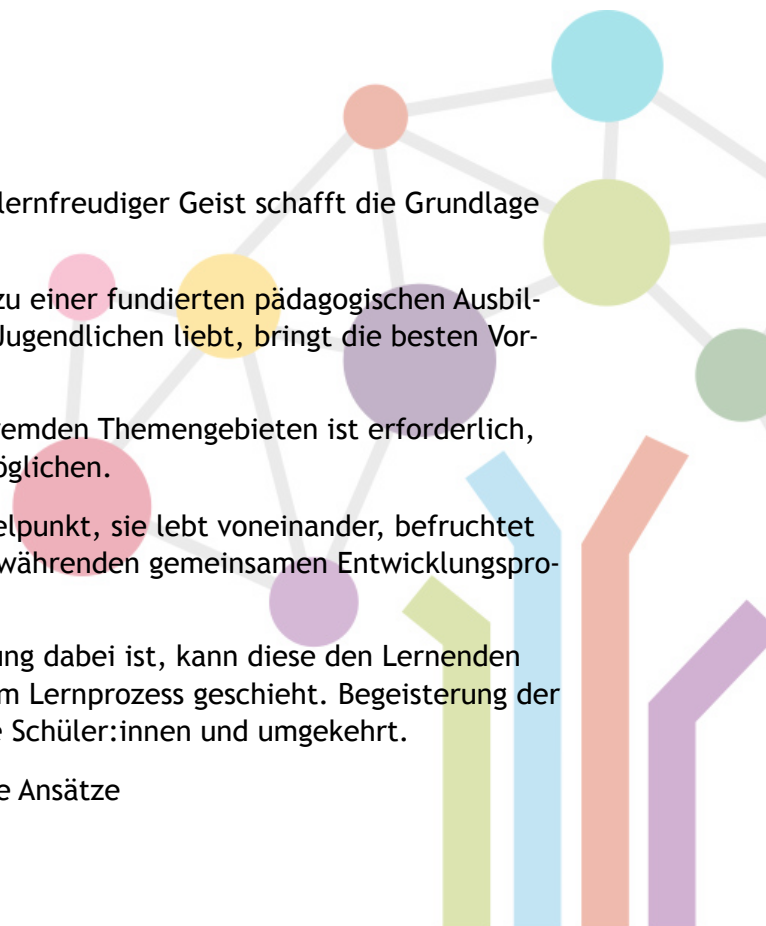 lernfreudiger Geist schafft die Grundlage
zu einer fundierten pädagogischen Ausbil-
Jugendlichen liebt, bringt die besten Vor-
remden Themengebieten ist erforderlich,
öglichen.
elpunkt, sie lebt voneinander, befruchtet
währenden gemeinsamen Entwicklungspro-
ung dabei ist, kann diese den Lernenden
m Lernprozess geschieht. Begeisterung der
e Schüler:innen und umgekehrt.
e Ansätze